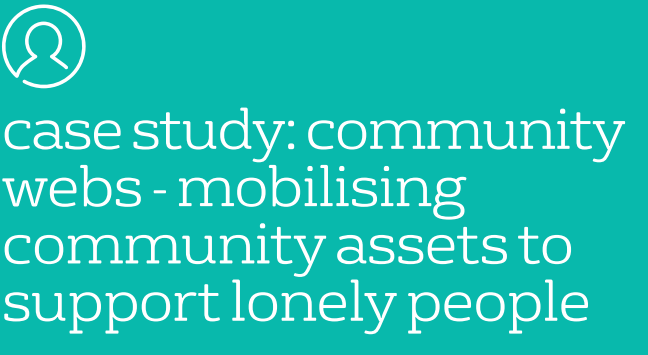 case study: community
webs - mobilising
community assets to
support lonely people